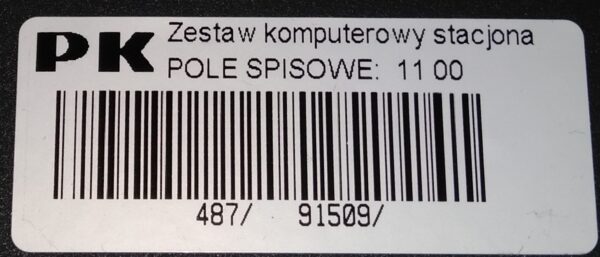 PK Zestaw komputerowy stacjona
POLE SPISOWE: 11 00
487/ 91509/